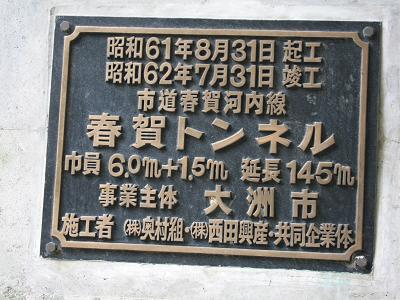 昭和61年8月31日 起工
昭和62年7月31日 竣工
市道春賀河内線
春賀トンネル
巾員 6.0m+1.5m 延長 145m
事業主体 大洲市
施工者 ㈱奥村組・㈱西田興産・共同企業体